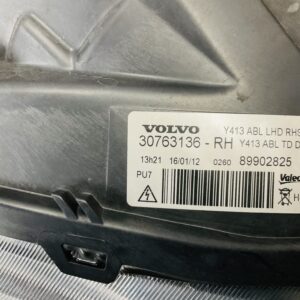 VOLVO Y413 ABL LHD RHS
30763136 - RH Y413 ABL TD D
13h21 16/01/12 0260 89902825
PU7
Valeo
H